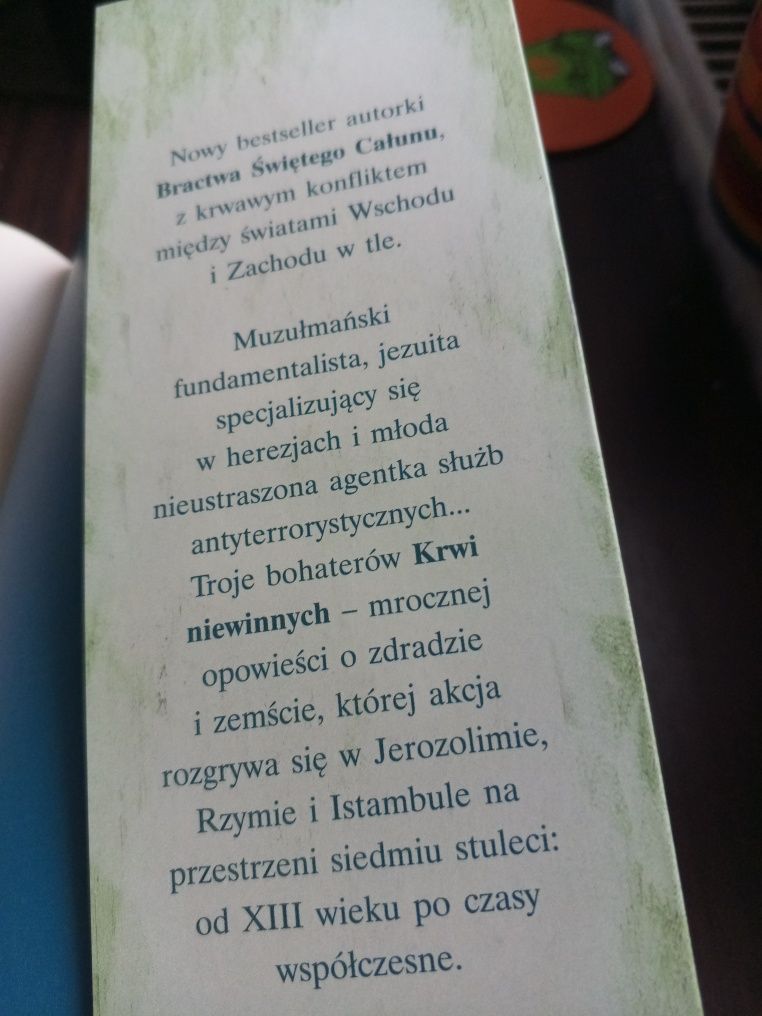 Nowy bestseller autorki
Bractwa Świętego Całunu,
z krwawym konfliktem
między światami Wschodu
i Zachodu w tle.
Muzułmański
fundamentalista, jezuita
specjalizujący się
w herezjach i młoda
nieustraszona agentka służb
antyterrorystycznych...
Troje bohaterów Krwi
niewinnych – mrocznej
opowieści o zdradzie
i zemście, której akcja
rozgrywa się w Jerozolimie,
Rzymie i Istambule na
przestrzeni siedmiu stuleci:
od XIII wieku po czasy
współczesne.